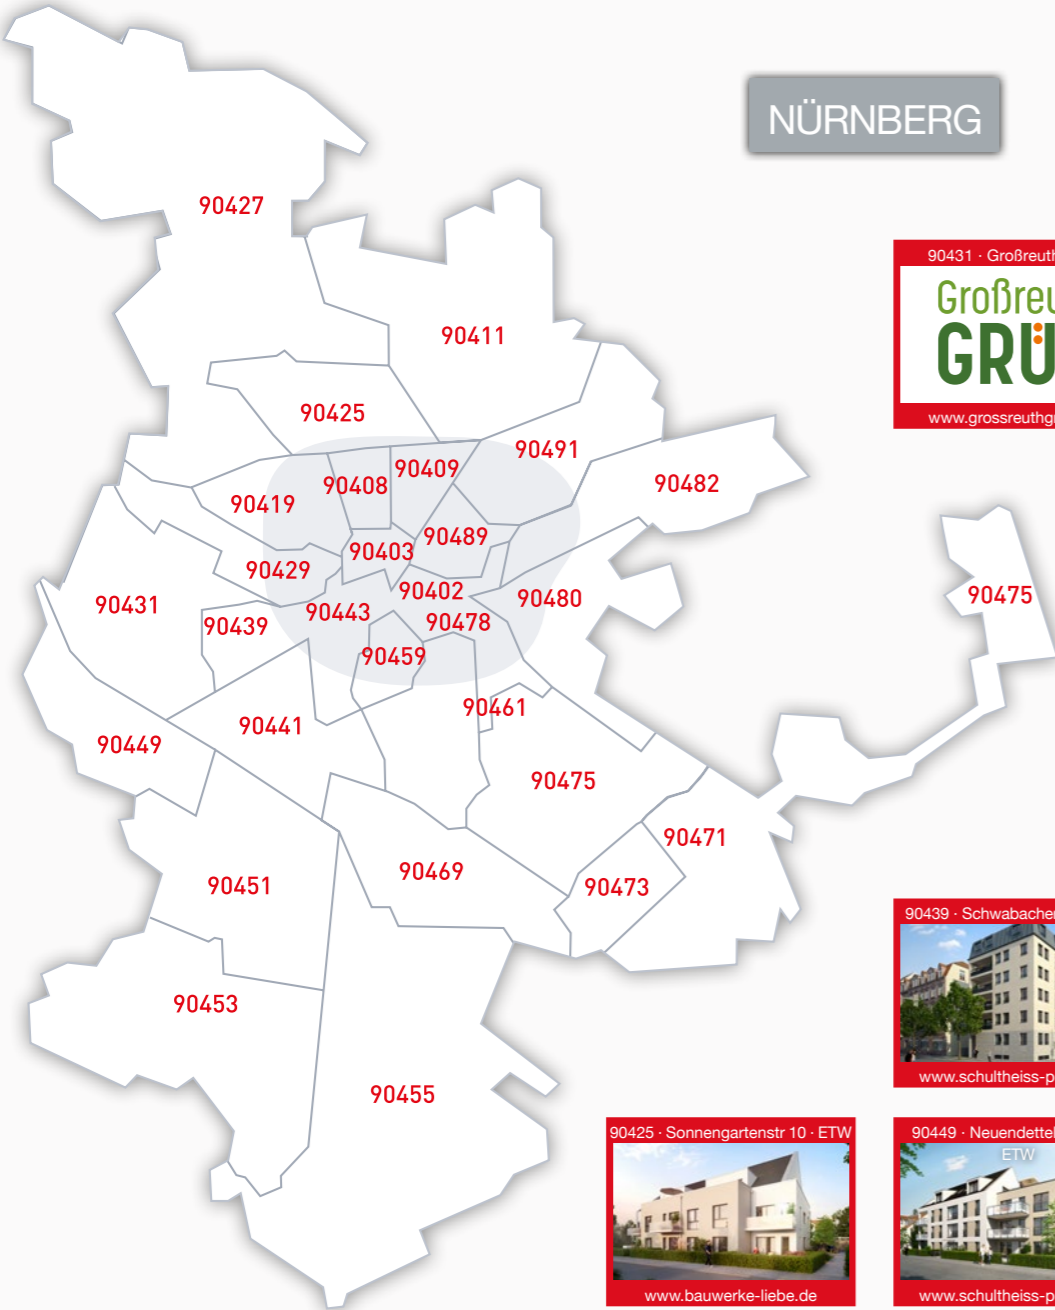 NÜRNBERG
90427
90431 · Großreuth
Großreu
GRÜ
www.grossreuthgr
90411
90425
90491
90409
90482
90408
90419
90489
90403
90429
90475
90402
90480
90431
90443
90439
90478
90459
90461
90441
90449
90475
90471
90469
90451
90473
90439 · Schwabacher
www.schultheiss-p
90453
90455
90425 · Sonnengartenstr 10 · ETW
www.bauwerke-liebe.de
90449 · Neuendettel
ETW
www.schultheiss-p